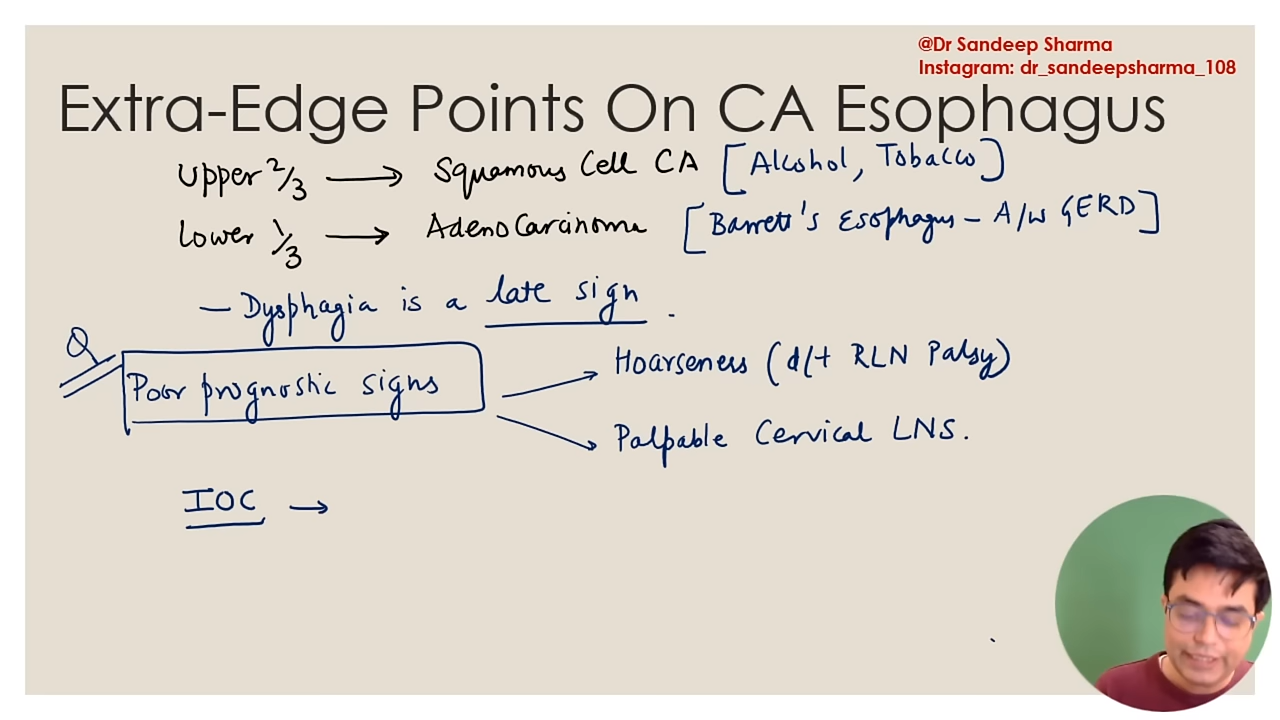 @Dr Sandeep Sharma
Instagram: dr_sandeepsharma_108
Extra-Edge Points On CA Esophagus
Upper 2/3 → Squamous Cell CA [Alcohol, Tobacco]
Lower 1/3 → AdenoCarcinoma [Barrett's Esophagus - A/w GERD]
- Dysphagia is a late sign.
Q
Poor prognostic signs
→ Hoarseness (d/t RLN Palsy)
→ Palpable Cervical LNS.
IOC →